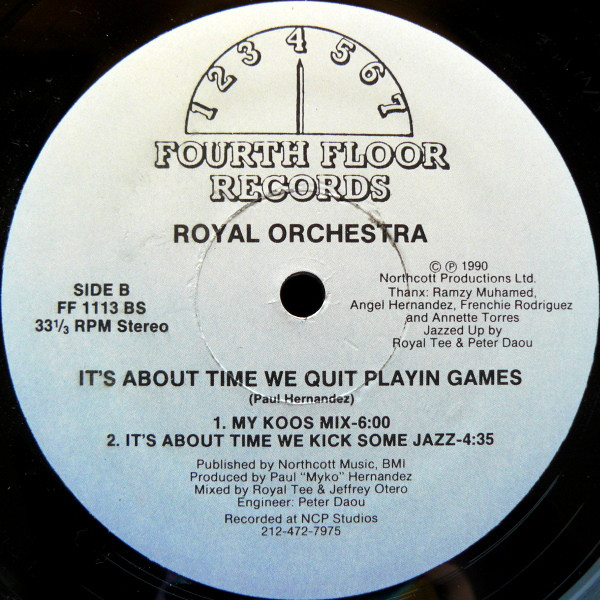 1 2 3 4 5 6 7
FOURTH FLOOR
RECORDS
ROYAL ORCHESTRA
SIDE B
FF 1113 BS
33 1/3 RPM Stereo
© ℗ 1990
Northcott Productions Ltd.
Thanx: Ramzy Muhamed,
Angel Hernandez, Frenchie Rodriguez
and Annette Torres
Jazzed Up by
Royal Tee & Peter Daou
IT'S ABOUT TIME WE QUIT PLAYIN GAMES
(Paul Hernandez)
1. MY KOOS MIX-6:00
2. IT'S ABOUT TIME WE KICK SOME JAZZ-4:35
Published by Northcott Music, BMI
Produced by Paul "Myko" Hernandez
Mixed by Royal Tee & Jeffrey Otero
Engineer: Peter Daou
Recorded at NCP Studios
212-472-7975